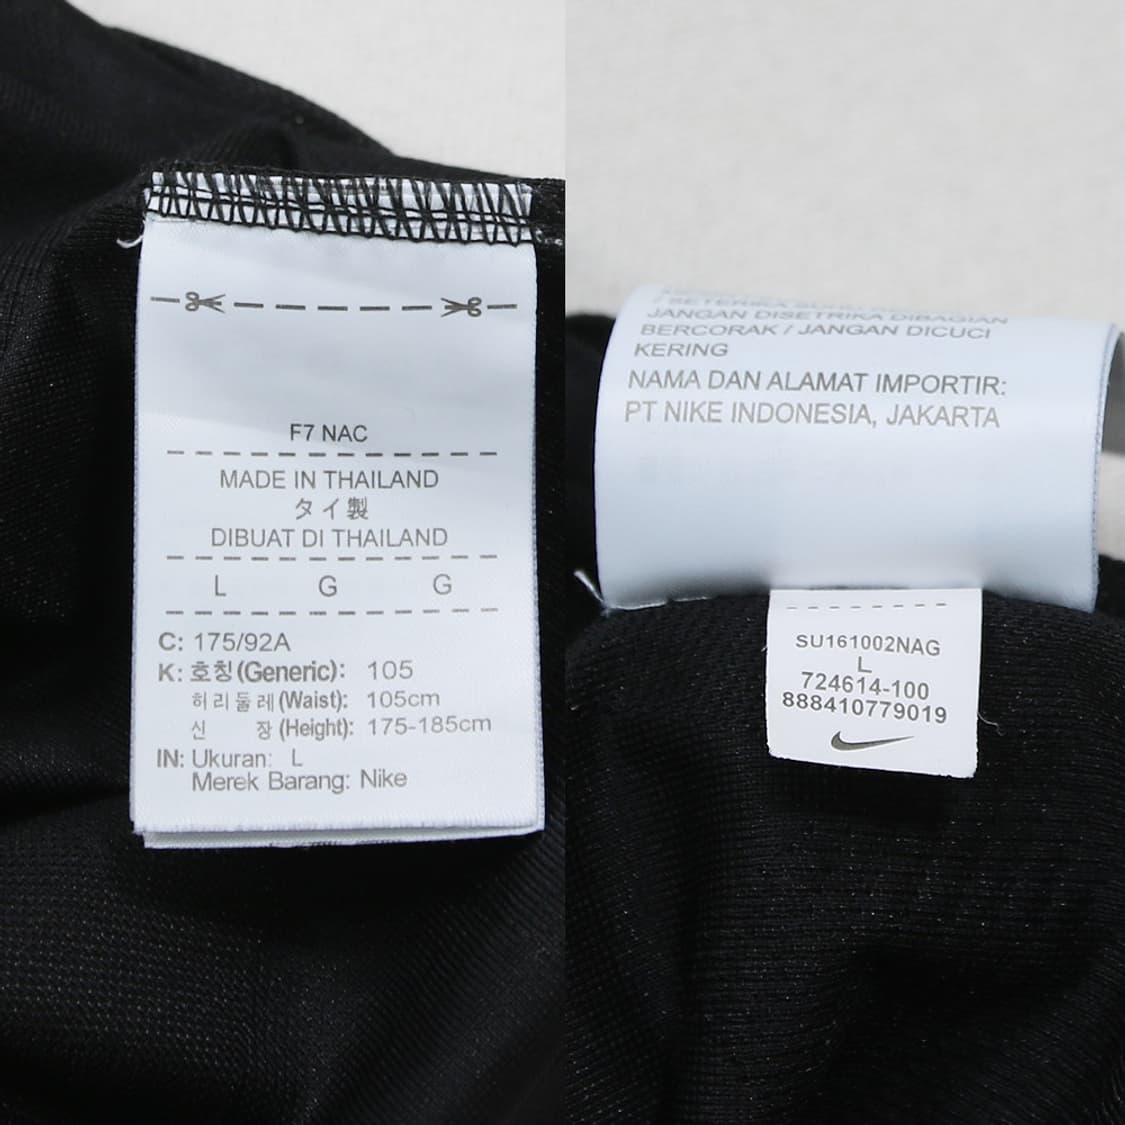 F7 NAC
MADE IN THAILAND
タイ製
DIBUAT DI THAILAND
L G G
C: 175/92A
K: 호칭(Generic): 105
허리둘레(Waist): 105cm
신 장(Height): 175-185cm
IN: Ukuran: L
Merek Barang: Nike
/ SETERIKA
JANGAN DISETRIKA DIBAGIAN
BERCORAK / JANGAN DICUCI
KERING
NAMA DAN ALAMAT IMPORTIR:
PT NIKE INDONESIA, JAKARTA
SU161002NAG
L
724614-100
888410779019